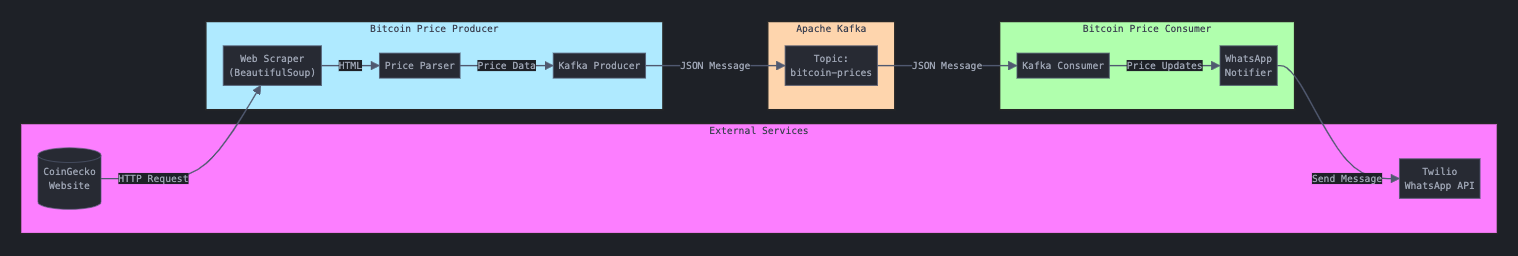 Bitcoin Price Producer
Apache Kafka
Bitcoin Price Consumer
Web Scraper
(BeautifulSoup)
HTML
Price Parser
Price Data
Kafka Producer
JSON Message
Topic:
bitcoin-prices
JSON Message
Kafka Consumer
Price Updates
WhatsApp
Notifier
External Services
CoinGecko
Website
HTTP Request
Send Message
Twilio
WhatsApp API